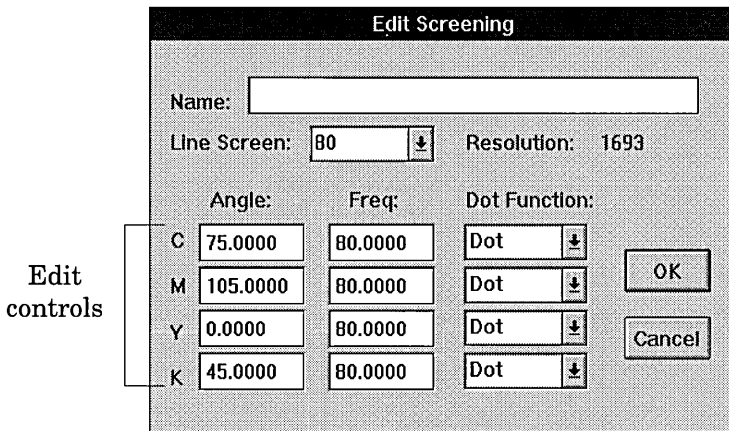 Edit Screening
Name:
Line Screen: 80 Resolution: 1693
Angle: Freq: Dot Function:
C 75.0000 80.0000 Dot
M 105.0000 80.0000 Dot
Y 0.0000 80.0000 Dot
K 45.0000 80.0000 Dot
OK
Cancel
Edit
controls